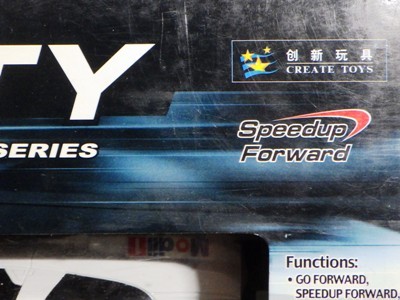 TY
创新玩具
CREATE TOYS
SERIES
Speedup
Forward
Functions:
• GO FORWARD,
SPEEDUP FORWARD,